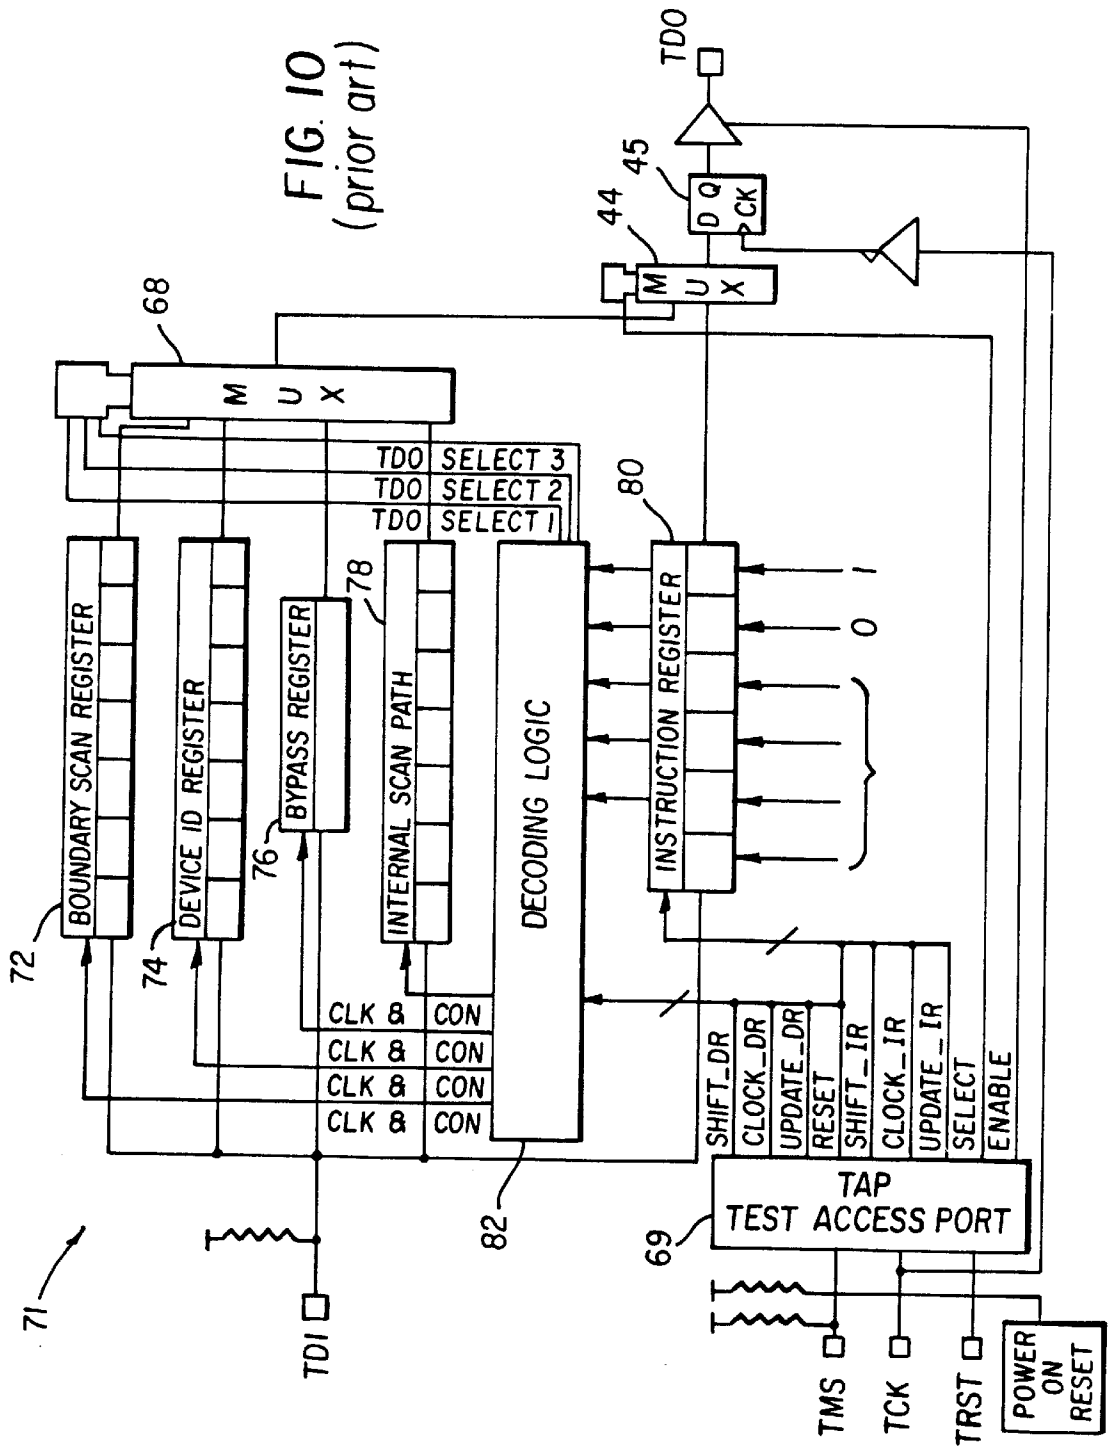 FIG. 10
(prior art)
71
TDI
72
BOUNDARY SCAN REGISTER
74
DEVICE ID REGISTER
76
BYPASS REGISTER
78
INTERNAL SCAN PATH
68
M U X
CLK & CON
CLK & CON
CLK & CON
CLK & CON
TDO SELECT 3
TDO SELECT 2
TDO SELECT 1
82
DECODING LOGIC
80
INSTRUCTION REGISTER
0
1
44
M U X
45
D Q
CK
TDO
SHIFT_DR
CLOCK_DR
UPDATE_DR
RESET
SHIFT_IR
CLOCK_IR
UPDATE_IR
SELECT
ENABLE
69
TAP
TEST ACCESS PORT
TMS
TCK
TRST
POWER
ON
RESET